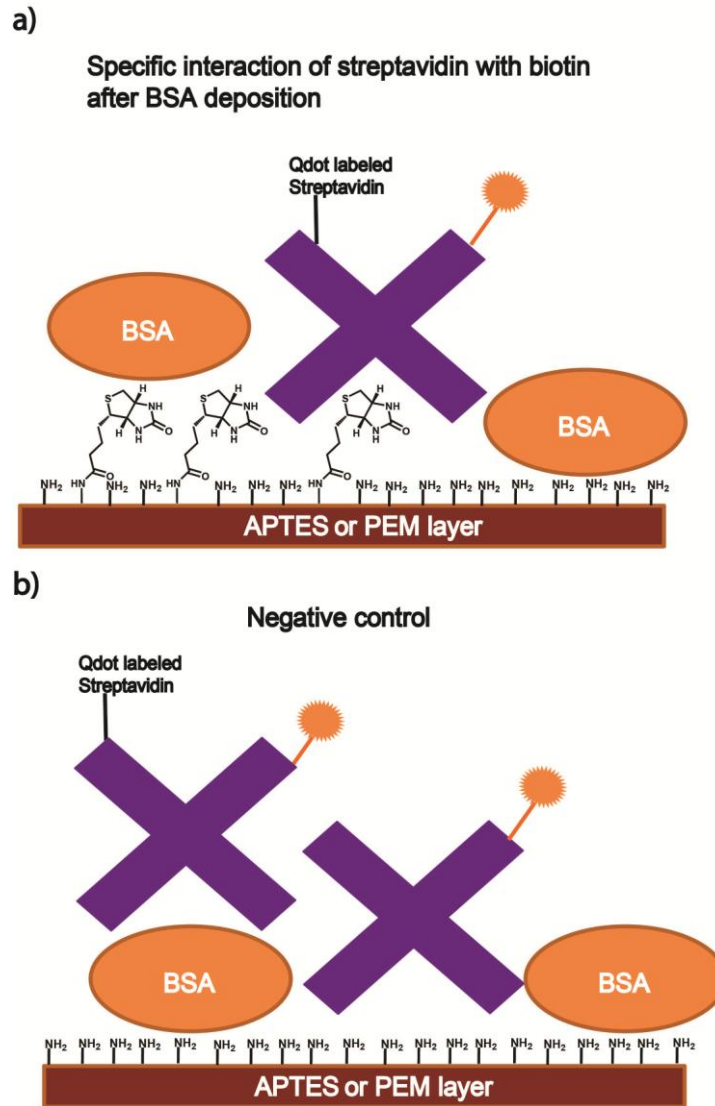 a)
Specific interaction of streptavidin with biotin
after BSA deposition
Qdot labeled
Streptavidin
BSA
BSA
H H H
S NH S NH S NH
H N O H N O H N O
H H H
O O O
NH₂ HN NH₂ NH₂ HN NH₂ NH₂ NH₂ HN NH₂ NH₂ NH₂ NH₂ NH₂ NH₂ NH₂ NH₂ NH₂ NH₂
APTES or PEM layer
b)
Negative control
Qdot labeled
Streptavidin
BSA
BSA
NH₂ NH₂ NH₂ NH₂ NH₂ NH₂ NH₂ NH₂ NH₂ NH₂ NH₂ NH₂ NH₂ NH₂ NH₂ NH₂ NH₂ NH₂ NH₂ NH₂
APTES or PEM layer